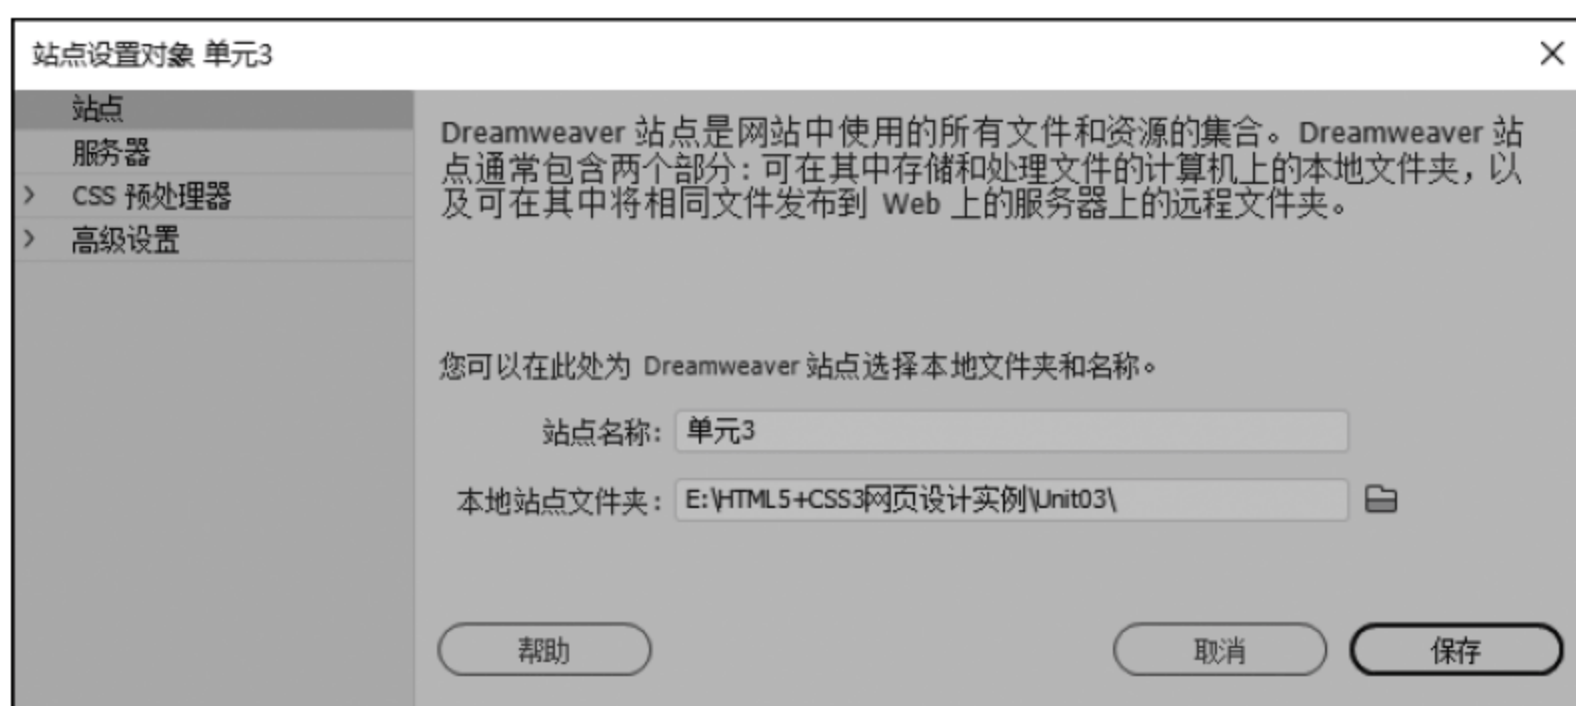 站点设置对象 单元3
站点
服务器
CSS 预处理器
高级设置
Dreamweaver 站点是网站中使用的所有文件和资源的集合。Dreamweaver 站
点通常包含两个部分：可在其中存储和处理文件的计算机上的本地文件夹，以
及可在其中将相同文件发布到 Web 上的服务器上的远程文件夹。
您可以在此处为 Dreamweaver 站点选择本地文件夹和名称。
站点名称： 单元3
本地站点文件夹： E:\HTML5+CSS3网页设计实例\Unit03\
帮助 取消 保存